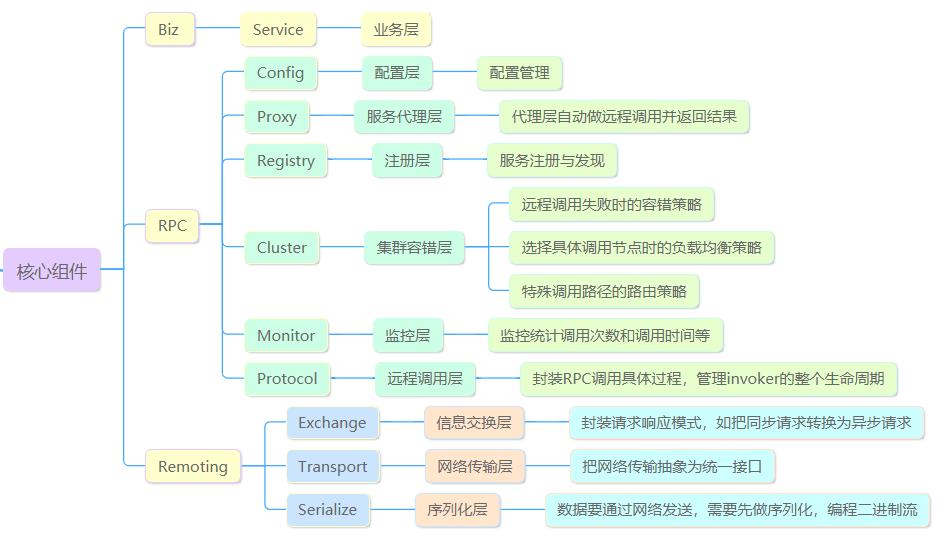 核心组件
Biz
Service
业务层
RPC
Config
配置层
配置管理
Proxy
服务代理层
代理层自动做远程调用并返回结果
Registry
注册层
服务注册与发现
Cluster
集群容错层
远程调用失败时的容错策略
选择具体调用节点时的负载均衡策略
特殊调用路径的路由策略
Monitor
监控层
监控统计调用次数和调用时间等
Protocol
远程调用层
封装RPC调用具体过程，管理invoker的整个生命周期
Remoting
Exchange
信息交换层
封装请求响应模式，如把同步请求转换为异步请求
Transport
网络传输层
把网络传输抽象为统一接口
Serialize
序列化层
数据要通过网络发送，需要先做序列化，编程二进制流